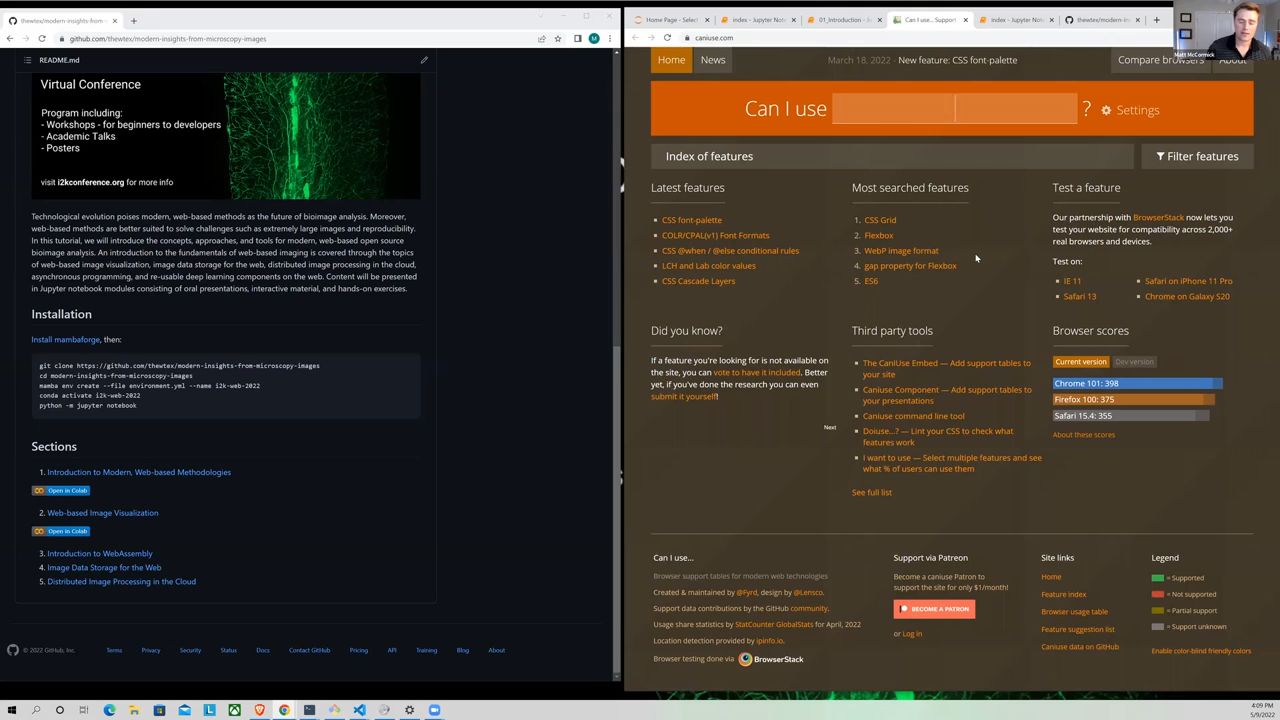 thewtex/modern-insights-from-m
github.com/thewtex/modern-insights-from-microscopy-images
README.md
Virtual Conference
Program including:
- Workshops - for beginners to developers
- Academic Talks
- Posters
visit i2kconference.org for more info
Technological evolution poises modern, web-based methods as the future of bioimage analysis. Moreover,
web-based methods are better suited to solve challenges such as extremely large images and reproducibility.
In this tutorial, we will introduce the concepts, approaches, and tools for modern, web-based open source
bioimage analysis. An introduction to the fundamentals of web-based imaging is covered through the topics
of web-based image visualization, image data storage for the web, distributed image processing in the cloud,
asynchronous programming, and re-usable deep learning components on the web. Content will be presented
in Jupyter notebook modules consisting of oral presentations, interactive material, and hands-on exercises.
Installation
Install mambaforge, then:
git clone https://github.com/thewtex/modern-insights-from-microscopy-images
cd modern-insights-from-microscopy-images
mamba env create --file environment.yml --name i2k-web-2022
conda activate i2k-web-2022
python -m jupyter notebook
Sections
1. Introduction to Modern, Web-based Methodologies
Open in Colab
2. Web-based Image Visualization
Open in Colab
3. Introduction to WebAssembly
4. Image Data Storage for the Web
5. Distributed Image Processing in the Cloud
© 2022 GitHub, Inc. Terms Privacy Security Status Docs Contact GitHub Pricing API Training Blog About
Home Page - Select index - Jupyter Not 01_Introduction - Can I use... Suppor index - Jupyter Not thewtex/modern-ins
caniuse.com
Matt McCormick
Home News March 18, 2022 - New feature: CSS font-palette Compare browsers About
Can I use ? Settings
Index of features Filter features
Latest features
CSS font-palette
COLR/CPAL(v1) Font Formats
CSS @when / @else conditional rules
LCH and Lab color values
CSS Cascade Layers
Most searched features
1. CSS Grid
2. Flexbox
3. WebP image format
4. gap property for Flexbox
5. ES6
Test a feature
Our partnership with BrowserStack now lets you
test your website for compatibility across 2,000+
real browsers and devices.
Test on:
IE 11
Safari 13
Safari on iPhone 11 Pro
Chrome on Galaxy S20
Did you know?
If a feature you're looking for is not available on
the site, you can vote to have it included. Better
yet, if you've done the research you can even
submit it yourself!
Next
Third party tools
The CanIUse Embed — Add support tables to
your site
Caniuse Component — Add support tables to
your presentations
Caniuse command line tool
Doiuse...? — Lint your CSS to check what
features work
I want to use — Select multiple features and see
what % of users can use them
See full list
Browser scores
Current version Dev version
Chrome 101: 398
Firefox 100: 375
Safari 15.4: 355
About these scores
Can I use...
Browser support tables for modern web technologies
Created & maintained by @Fyrd, design by @Lensco.
Support data contributions by the GitHub community.
Usage share statistics by StatCounter GlobalStats for April, 2022
Location detection provided by ipinfo.io.
Browser testing done via BrowserStack
Support via Patreon
Become a caniuse Patron to
support the site for only $1/month!
BECOME A PATRON
or Log in
Site links
Home
Feature index
Browser usage table
Feature suggestion list
Caniuse data on GitHub
Legend
= Supported
= Not supported
= Partial support
= Support unknown
Enable color-blind friendly colors
4:09 PM
5/9/2022